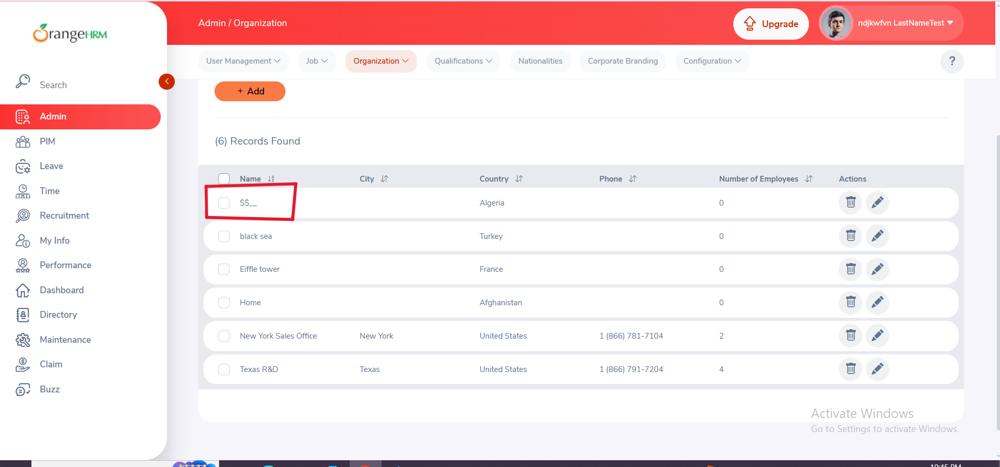 OrangeHRM
Search
Admin
PIM
Leave
Time
Recruitment
My Info
Performance
Dashboard
Directory
Maintenance
Claim
Buzz
Admin / Organization
Upgrade
ndjkwfvn LastNameTest
User Management Job Organization Qualifications Nationalities Corporate Branding Configuration ?
+ Add
(6) Records Found
Name City Country Phone Number of Employees Actions
$$__ Algeria 0
black sea Turkey 0
Eiffle tower France 0
Home Afghanistan 0
New York Sales Office New York United States 1 (866) 781-7104 2
Texas R&D Texas United States 1 (866) 791-7204 4
Activate Windows
Go to Settings to activate Windows.
10:45 PM